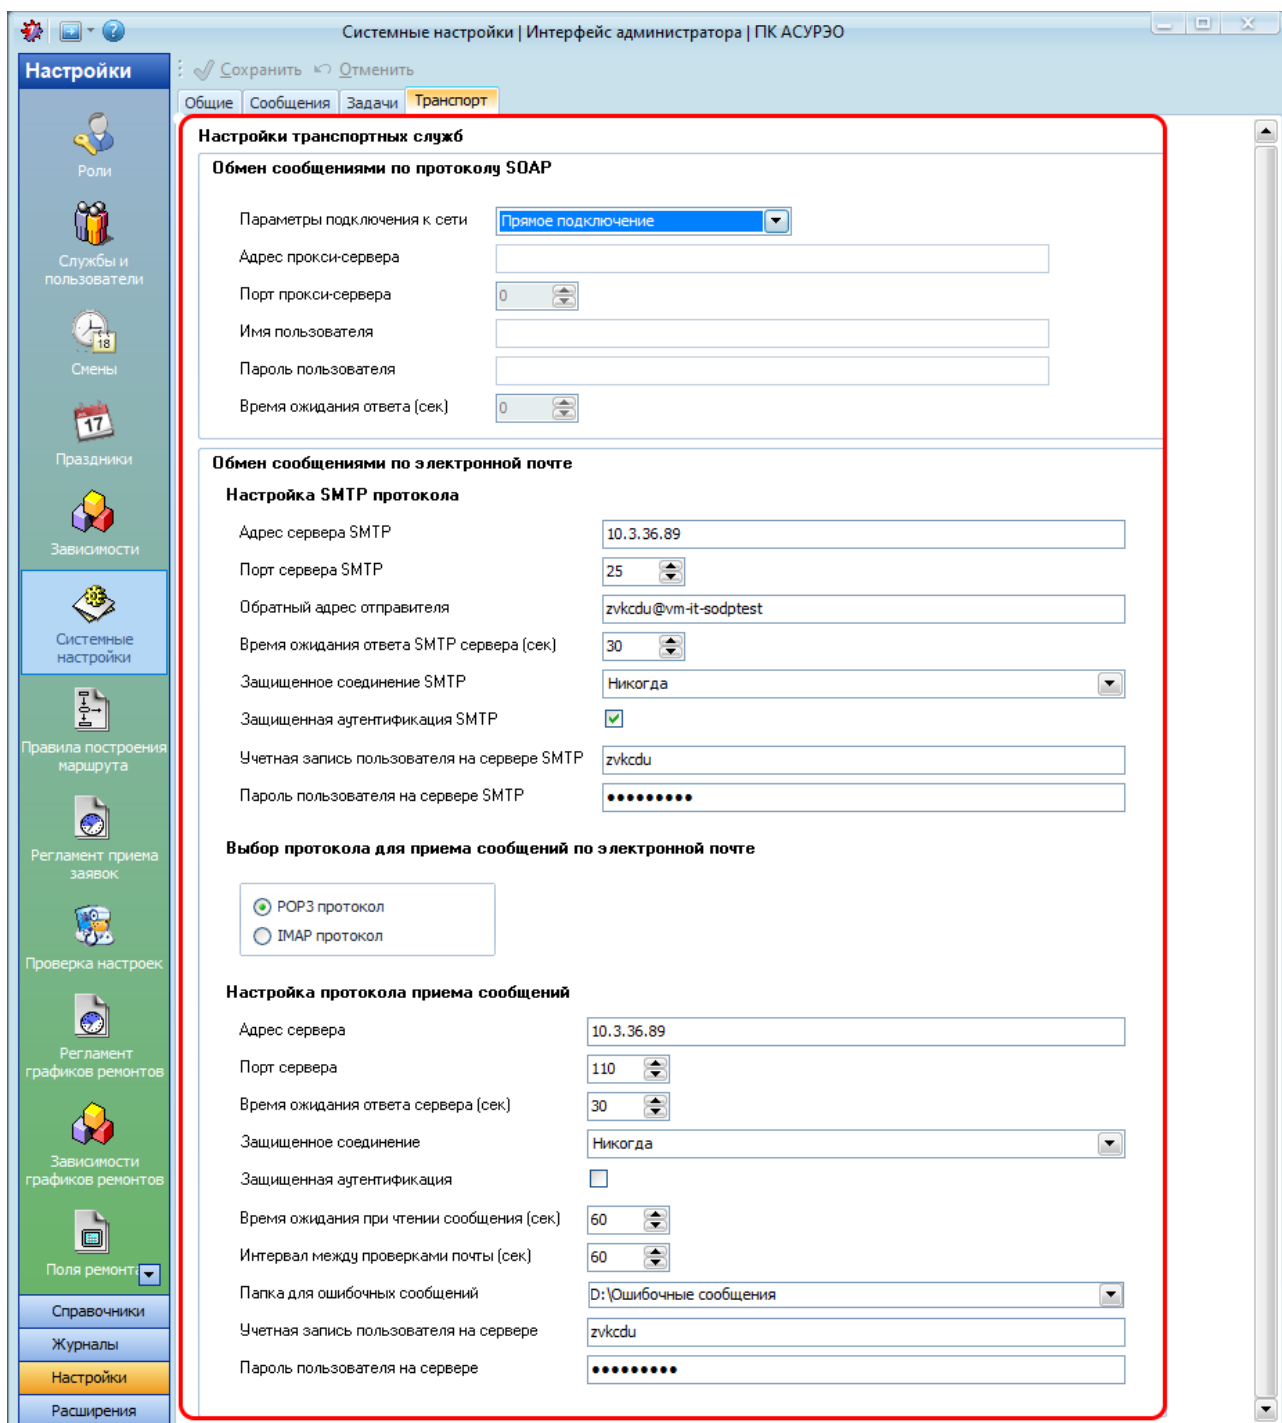 Системные настройки | Интерфейс администратора | ПК АСУРЭО
Настройки
Сохранить Отменить
Общие Сообщения Задачи Транспорт
Роли
Службы и
пользователи
18
Смены
17
Праздники
Зависимости
Системные
настройки
Правила построения
маршрута
Регламент приема
заявок
Проверка настроек
Регламент
графиков ремонтов
Зависимости
графиков ремонтов
Поля ремонта
Справочники
Журналы
Настройки
Расширения
Настройки транспортных служб
Обмен сообщениями по протоколу SOAP
Параметры подключения к сети Прямое подключение
Адрес прокси-сервера
Порт прокси-сервера 0
Имя пользователя
Пароль пользователя
Время ожидания ответа (сек) 0
Обмен сообщениями по электронной почте
Настройка SMTP протокола
Адрес сервера SMTP 10.3.36.89
Порт сервера SMTP 25
Обратный адрес отправителя zvkcdu@vm-it-sodptest
Время ожидания ответа SMTP сервера (сек) 30
Защищенное соединение SMTP Никогда
Защищенная аутентификация SMTP
Учетная запись пользователя на сервере SMTP zvkcdu
Пароль пользователя на сервере SMTP ●●●●●●●●●
Выбор протокола для приема сообщений по электронной почте
POP3 протокол
IMAP протокол
Настройка протокола приема сообщений
Адрес сервера 10.3.36.89
Порт сервера 110
Время ожидания ответа сервера (сек) 30
Защищенное соединение Никогда
Защищенная аутентификация
Время ожидания при чтении сообщения (сек) 60
Интервал между проверками почты (сек) 60
Папка для ошибочных сообщений D:\Ошибочные сообщения
Учетная запись пользователя на сервере zvkcdu
Пароль пользователя на сервере ●●●●●●●●●